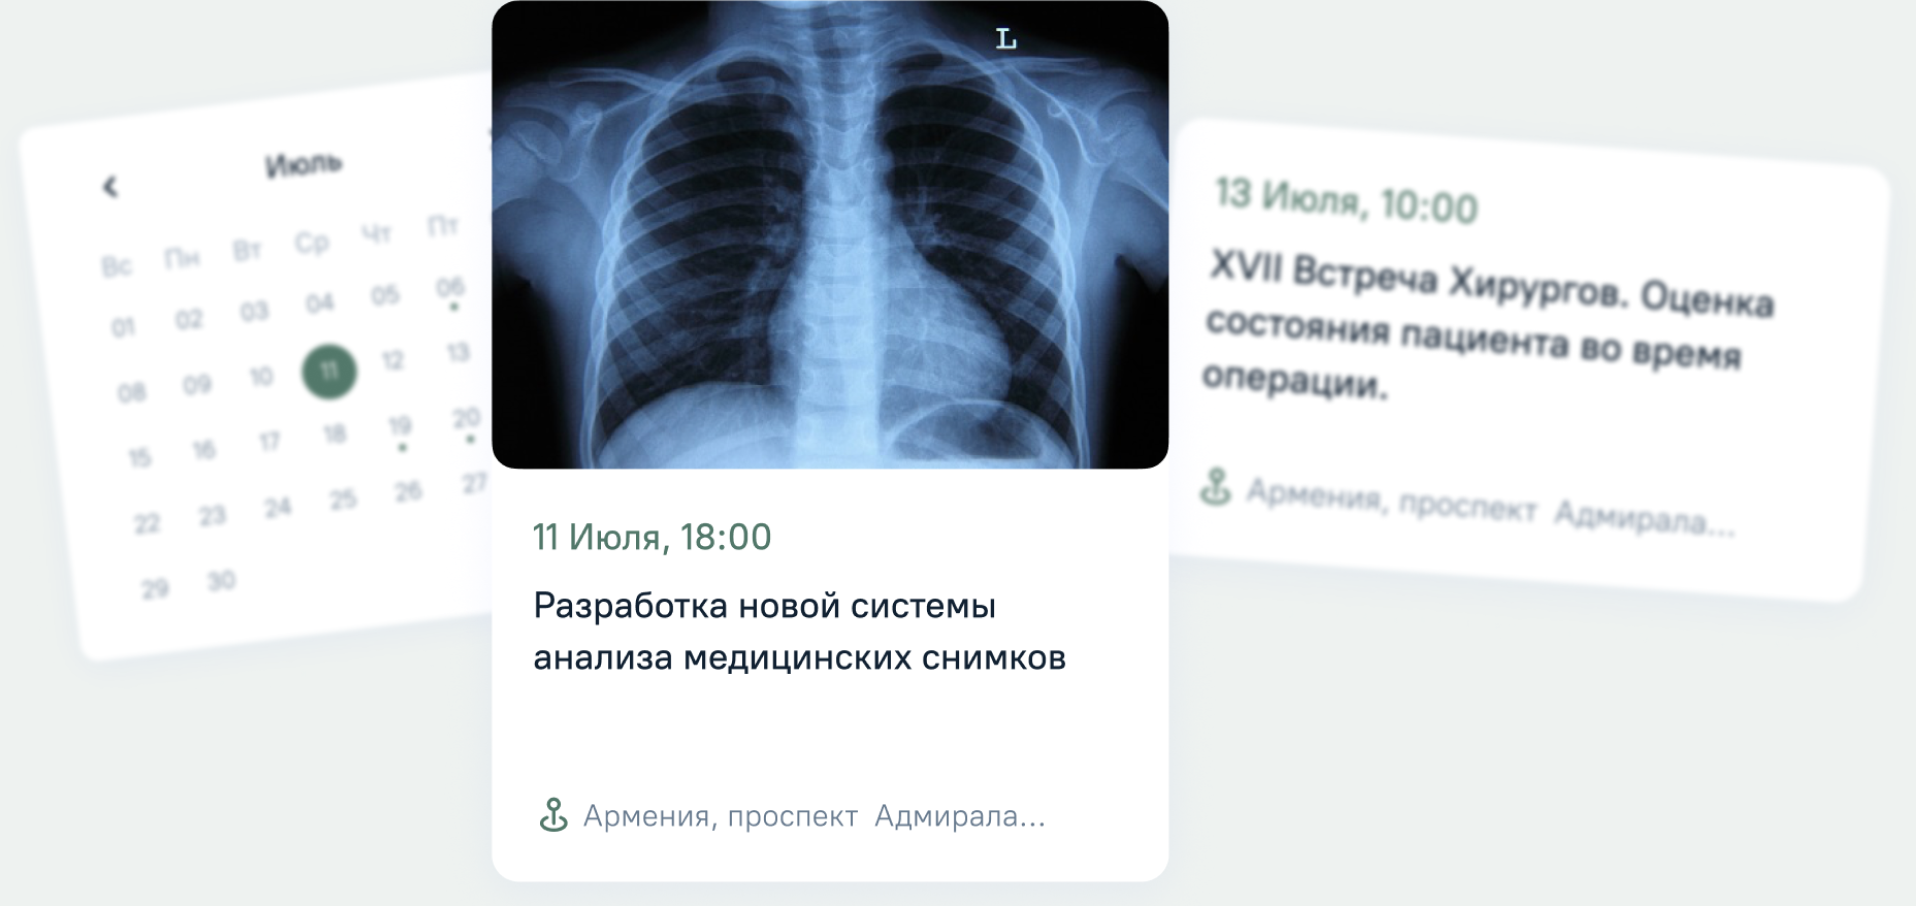 Июль
Вс Пн Вт Ср Чт Пт
01 02 03 04 05 06
08 09 10 11 12 13
15 16 17 18 19 20
22 23 24 25 26 27
29 30
L
11 Июля, 18:00
Разработка новой системы
анализа медицинских снимков
Армения, проспект Адмирала...
13 Июля, 10:00
XVII Встреча Хирургов. Оценка
состояния пациента во время
операции.
Армения, проспект Адмирала...